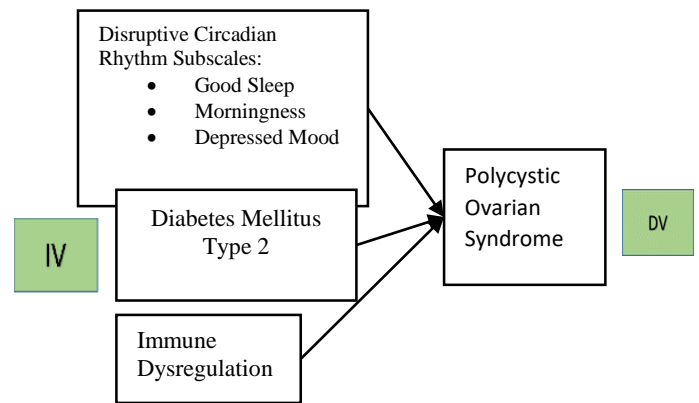 Disruptive Circadian
Rhythm Subscales:
• Good Sleep
• Morningness
• Depressed Mood
Diabetes Mellitus
Type 2
IV
Immune
Dysregulation
Polycystic
Ovarian
Syndrome
DV